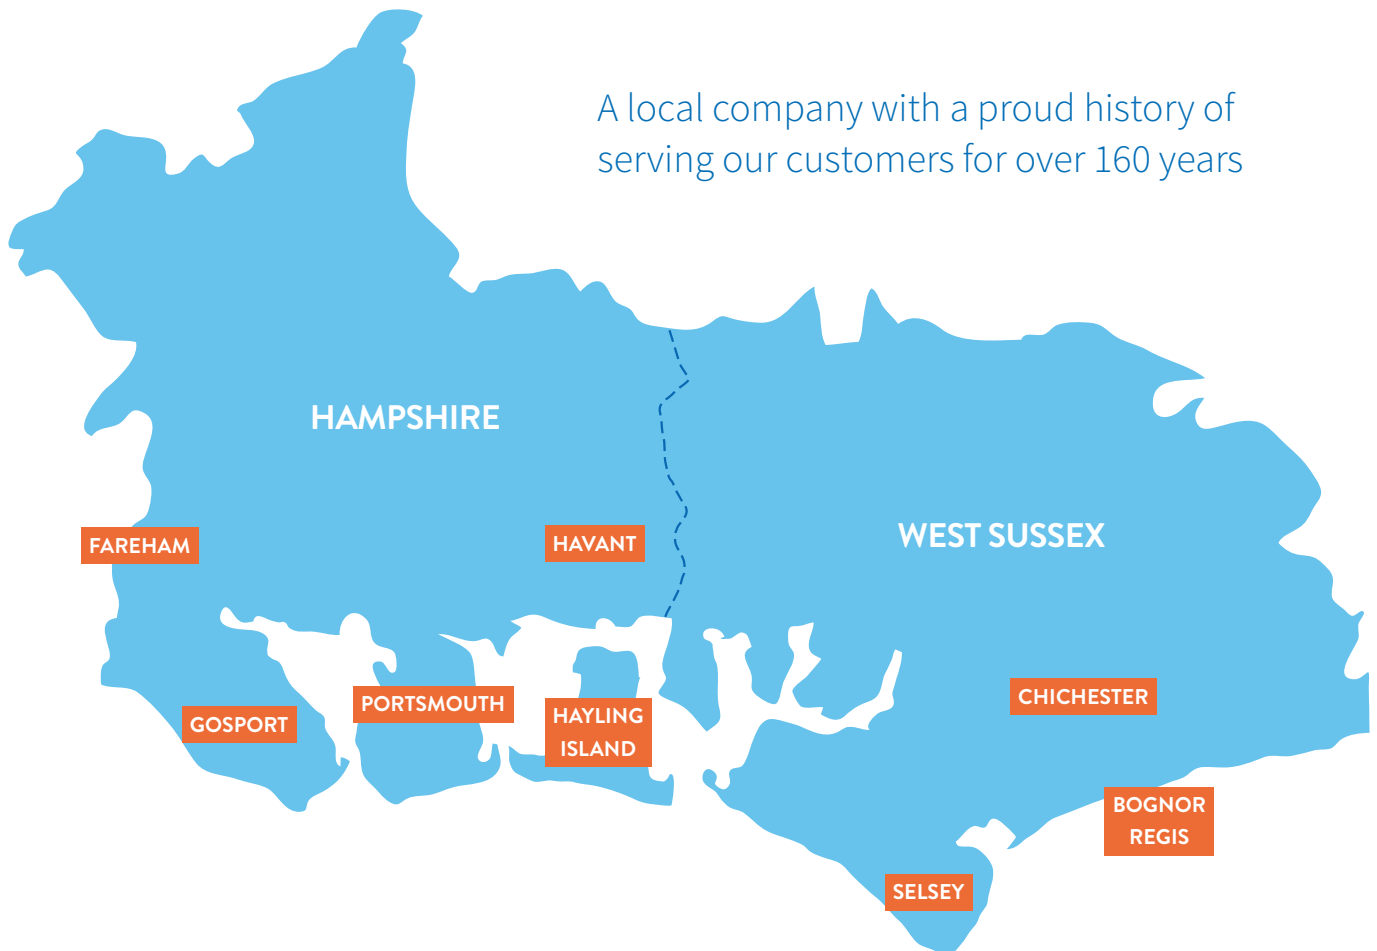 A local company with a proud history of
serving our customers for over 160 years
HAMPSHIRE
WEST SUSSEX
FAREHAM
HAVANT
GOSPORT
PORTSMOUTH
HAYLING
ISLAND
CHICHESTER
BOGNOR
REGIS
SELSEY